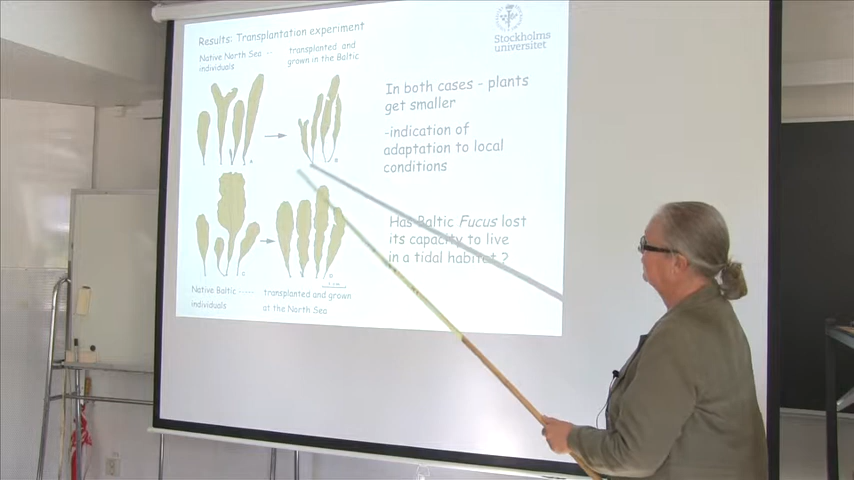 Results: Transplantation experiment
Native North Sea -- transplanted and
individuals grown in the Baltic
Stockholms
universitet
In both cases - plants
get smaller
-indication of
adaptation to local
conditions
Has Baltic Fucus lost
its capacity to live
in a tidal habitat ?
Native Baltic ----- transplanted and grown
individuals at the North Sea